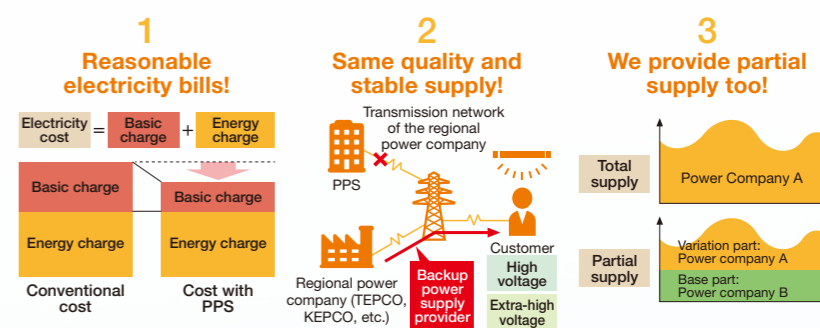 1
Reasonable
electricity bills!
Electricity
cost
=
Basic
charge
+
Energy
charge
Basic charge
Basic charge
Energy charge
Energy charge
Conventional
cost
Cost with
PPS
2
Same quality and
stable supply!
Transmission network
of the regional
power company
PPS
Customer
High
voltage
Extra-high
voltage
Regional power
company (TEPCO,
KEPCO, etc.)
Backup
power
supply
provider
3
We provide partial
supply too!
Total
supply
Power Company A
Partial
supply
Variation part:
Power company A
Base part:
Power company B